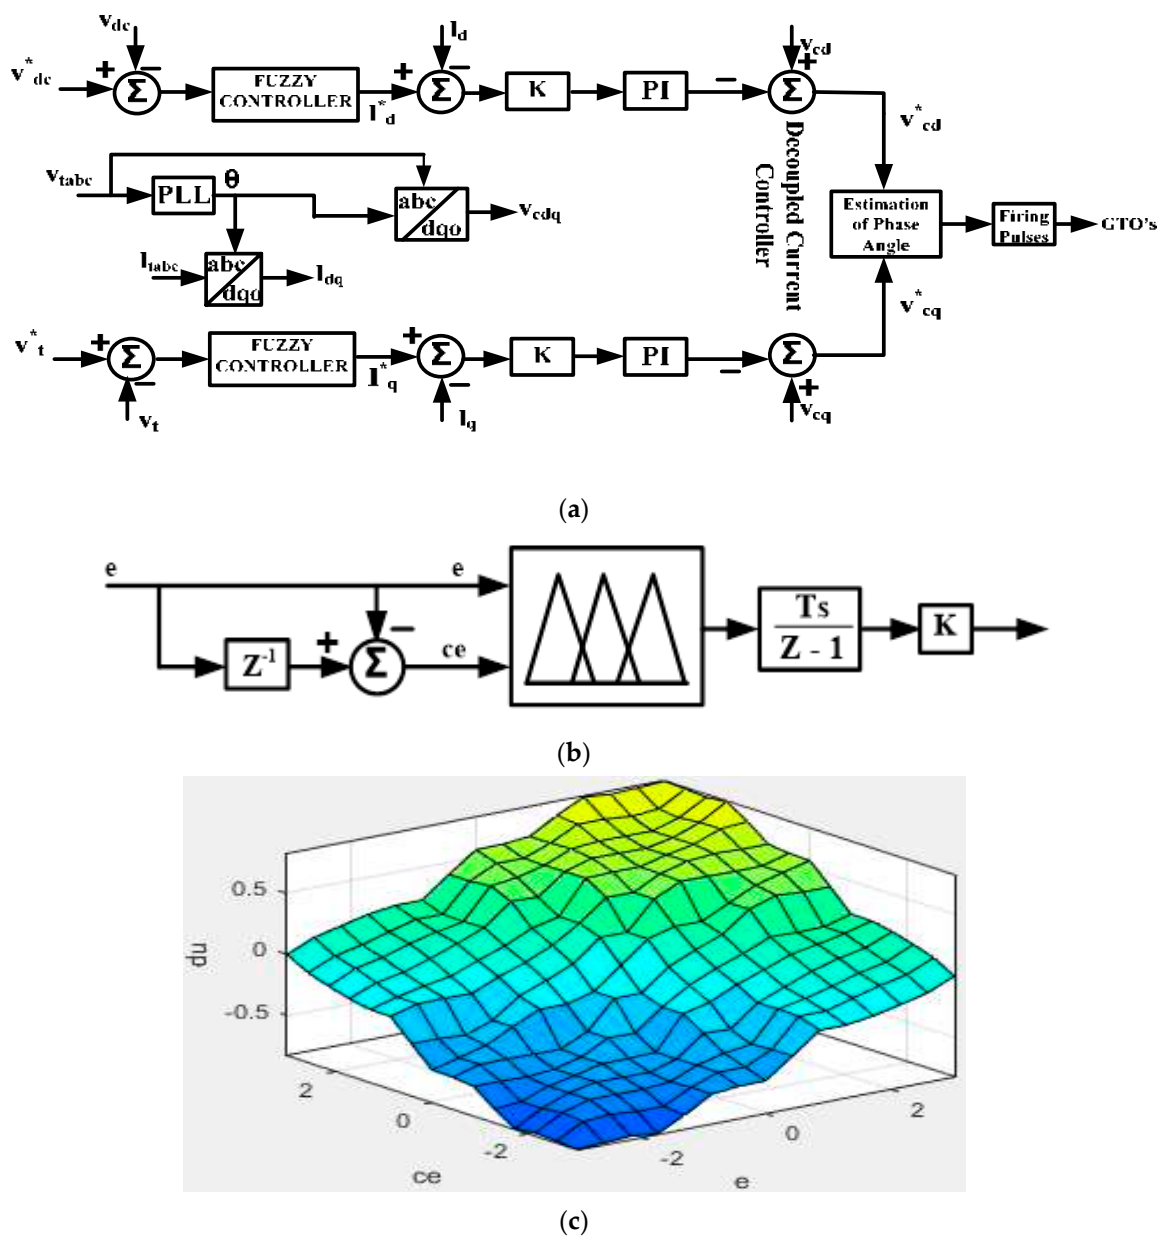 v_dc
v*_dc + − Σ FUZZY CONTROLLER I*_d
I_d
+ − Σ K PI −
v_cd
+ Σ v*_cd
v_tabc PLL θ abc dqo v_cdq
I_tabc abc dqo I_dq
Decoupled Current
Controller
Estimation
of Phase
Angle
Firing
Pulses
GTO's
v*_cq
v*_t + − Σ FUZZY CONTROLLER I*_q
v_t
+ Σ − K PI − Σ +
I_q
v_cq
(a)
e e
Z⁻¹ + − Σ ce
Ts
Z - 1
K
(b)
0.5
0
-0.5
du
2
0
-2
ce
-2
0
2
e
(c)